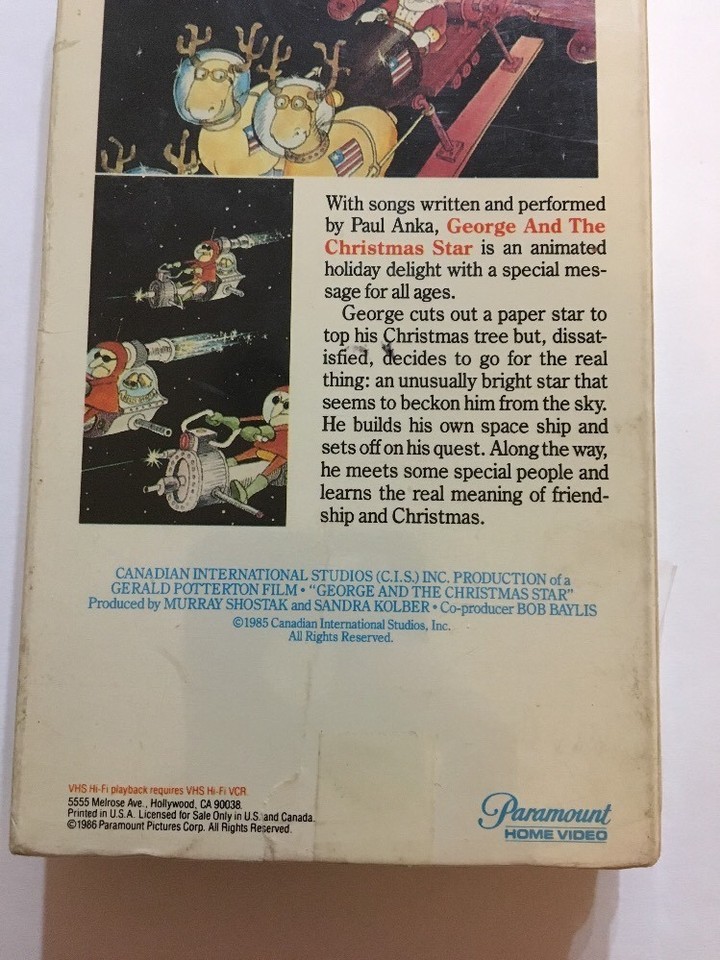 With songs written and performed
by Paul Anka, George And The
Christmas Star is an animated
holiday delight with a special mes-
sage for all ages.
George cuts out a paper star to
top his Christmas tree but, dissat-
isfied, decides to go for the real
thing: an unusually bright star that
seems to beckon him from the sky.
He builds his own space ship and
sets off on his quest. Along the way,
he meets some special people and
learns the real meaning of friend-
ship and Christmas.
CANADIAN INTERNATIONAL STUDIOS (C.I.S.) INC. PRODUCTION of a
GERALD POTTERTON FILM • "GEORGE AND THE CHRISTMAS STAR"
Produced by MURRAY SHOSTAK and SANDRA KOLBER • Co-producer BOB BAYLIS
©1985 Canadian International Studios, Inc.
All Rights Reserved.
VHS Hi-Fi playback requires VHS Hi-Fi VCR.
5555 Melrose Ave., Hollywood, CA 90038
Printed in U.S.A. Licensed for Sale Only in U.S. and Canada.
©1986 Paramount Pictures Corp. All Rights Reserved.
Paramount
HOME VIDEO